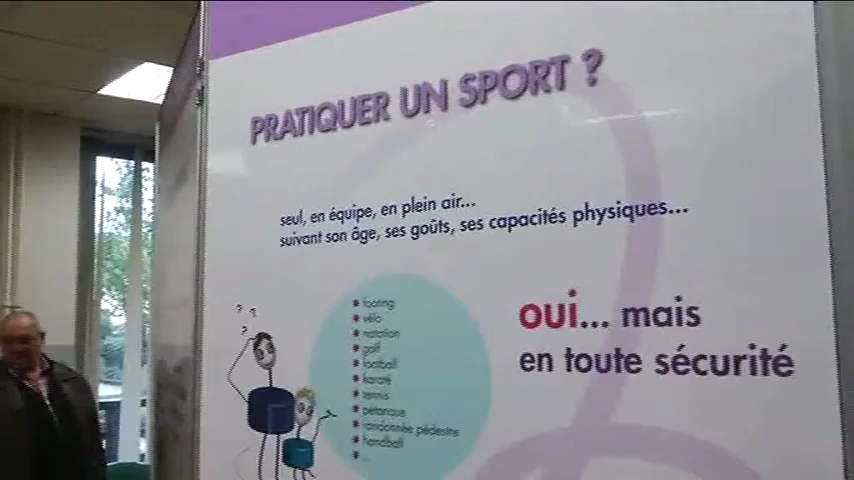 PRATIQUER UN SPORT ?
seul, en équipe, en plein air...
suivant son âge, ses goûts, ses capacités physiques...
? ?
?
footing
vélo
natation
golf
football
karaté
tennis
pétanque
randonnée pédestre
handball
...
oui... mais
en toute sécurité